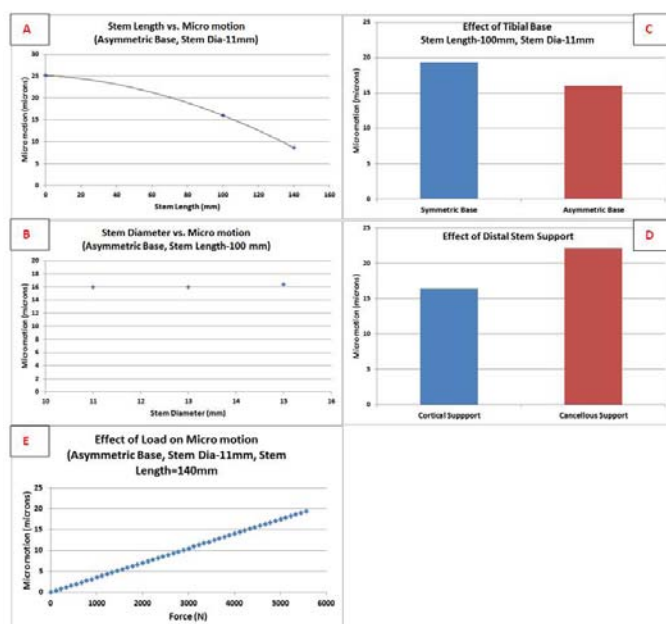 A
Stem Length vs. Micro motion
(Asymmetric Base, Stem Dia-11mm)
Micro motion (microns)
30
25
20
15
10
5
0
0 20 40 60 80 100 120 140 160
Stem Length (mm)
C
Effect of Tibial Base
Stem Length-100mm, Stem Dia-11mm
Micro motion (microns)
25
20
15
10
5
0
Symmetric Base Asymmetric Base
B
Stem Diameter vs. Micro motion
(Asymmetric Base, Stem Length-100 mm)
Micro motion (microns)
20
18
16
14
12
10
8
6
4
2
0
10 11 12 13 14 15 16
Stem Diameter (mm)
D
Effect of Distal Stem Support
Micro motion (microns)
25
20
15
10
5
0
Cortical Suppport Cancellous Support
E
Effect of Load on Micro motion
(Asymmetric Base, Stem Dia-11mm, Stem
Length=140mm
Micro motion (microns)
25
20
15
10
5
0
0 1000 2000 3000 4000 5000 6000
Force (N)